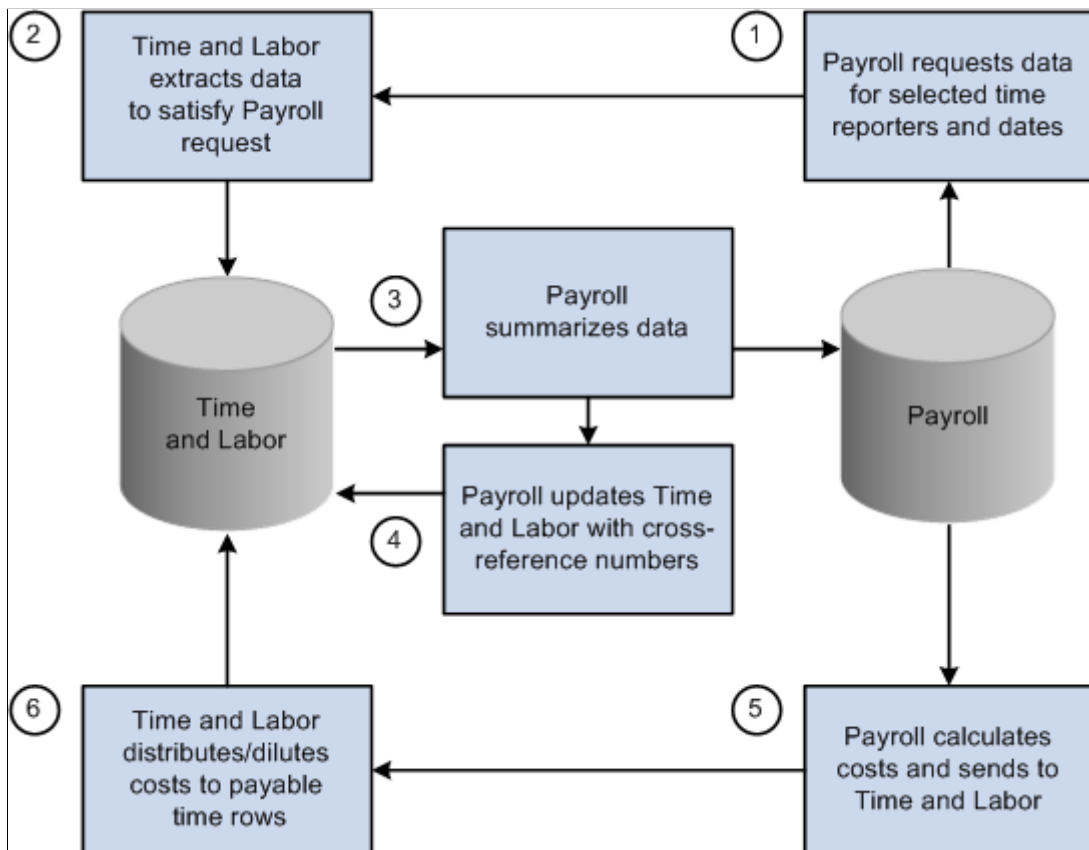 2
Time and Labor
extracts data
to satisfy Payroll
request
1
Payroll requests data
for selected time
reporters and dates
3
Payroll
summarizes data
Time
and Labor
Payroll
4
Payroll updates Time
and Labor with cross-
reference numbers
6
Time and Labor
distributes/dilutes
costs to payable
time rows
5
Payroll calculates
costs and sends to
Time and Labor